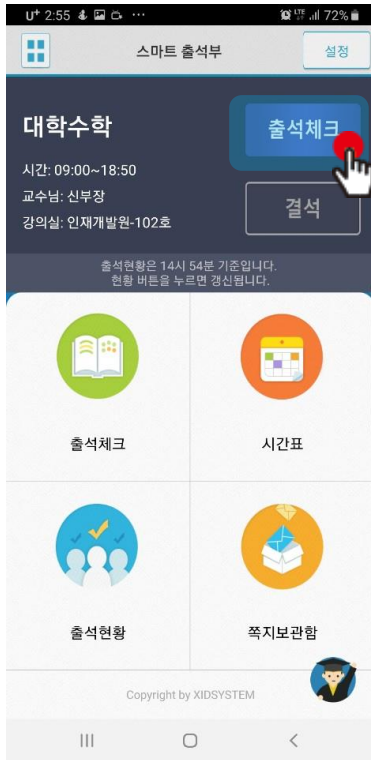 U⁺ 2:55 ··· LTE 72%
스마트 출석부
설정
대학수학
시간: 09:00~18:50
교수님: 신부장
강의실: 인재개발원-102호
출석체크
결석
출석현황은 14시 54분 기준입니다.
현황 버튼을 누르면 갱신됩니다.
출석체크
시간표
출석현황
쪽지보관함
Copyright by XIDSYSTEM